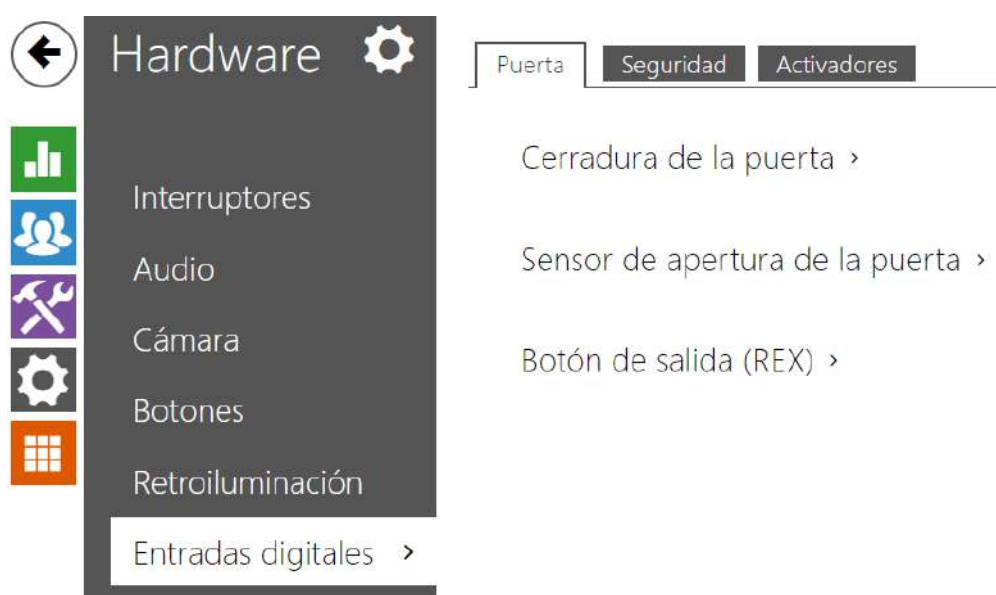 Hardware
Interruptores
Audio
Cámara
Botones
Retroiluminación
Entradas digitales
Puerta
Seguridad
Activadores
Cerradura de la puerta
Sensor de apertura de la puerta
Botón de salida (REX)